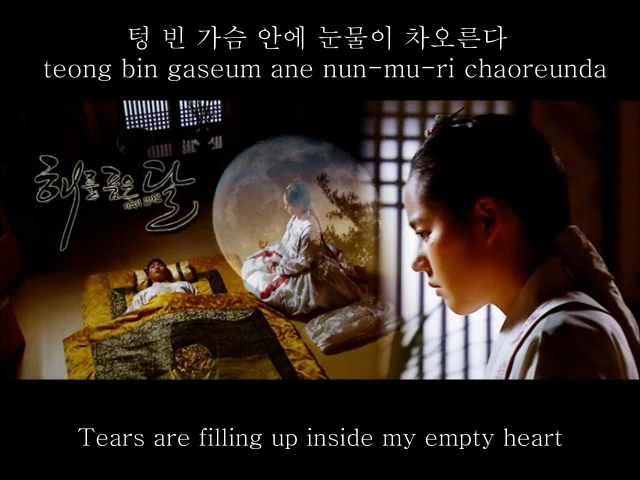 텅 빈 가슴 안에 눈물이 차오른다
teong bin gaseum ane nun-mu-ri chaoreunda
해를 품은 달
Tears are filling up inside my empty heart